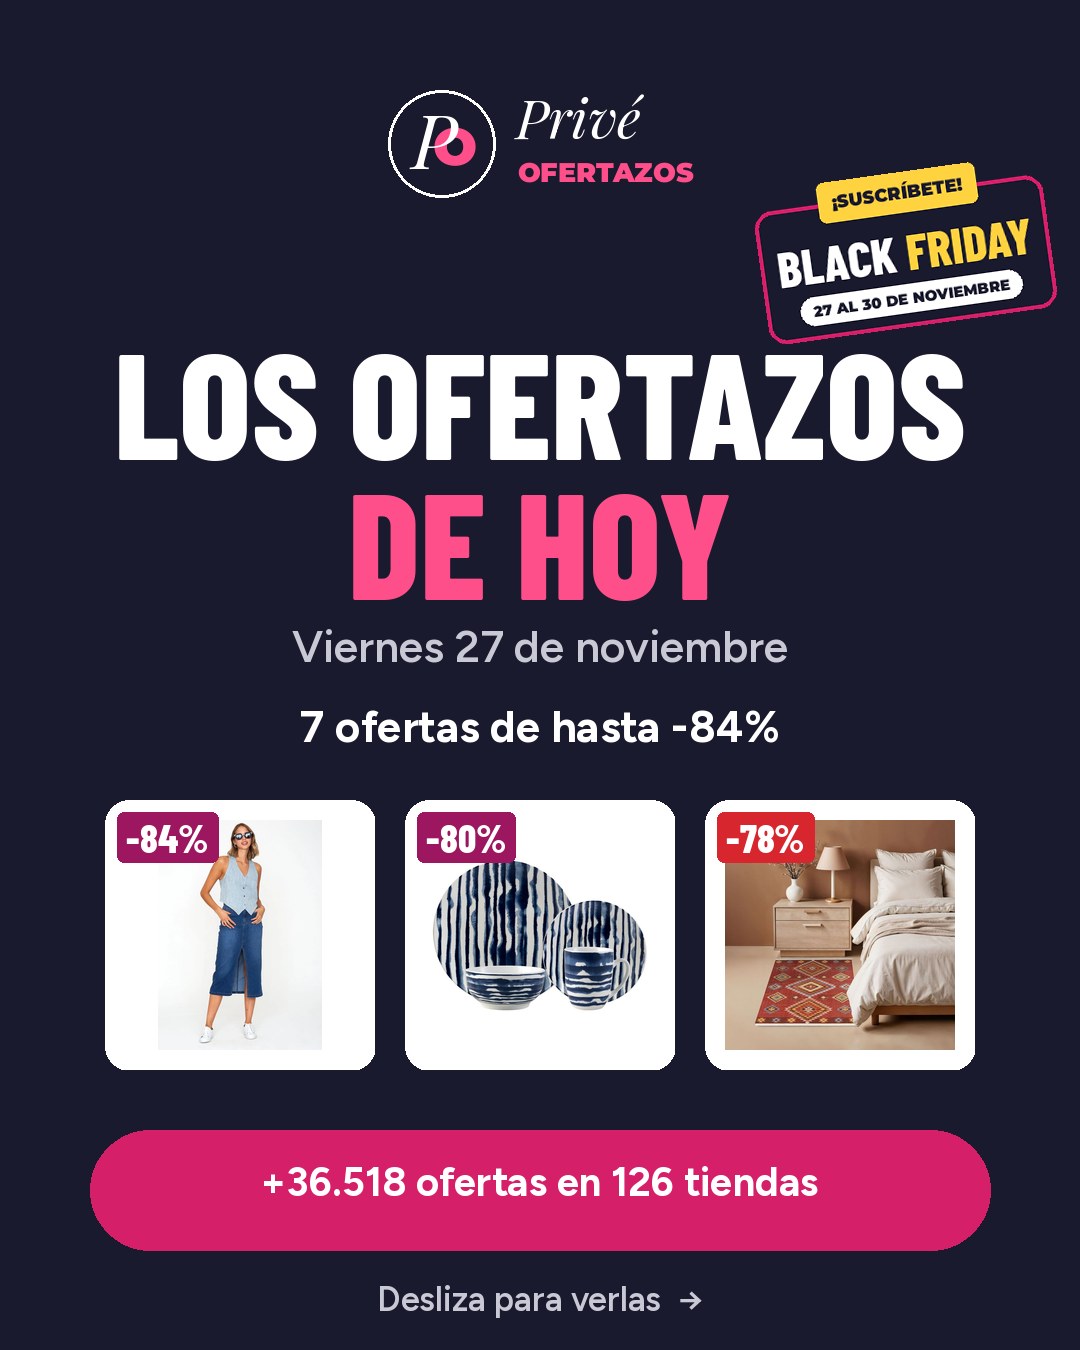 Po
Privé
OFERTAZOS
¡SUSCRÍBETE!
BLACK FRIDAY
27 AL 30 DE NOVIEMBRE
LOS OFERTAZOS
DE HOY
Viernes 27 de noviembre
7 ofertas de hasta -84%
-84%
-80%
-78%
+36.518 ofertas en 126 tiendas
Desliza para verlas →